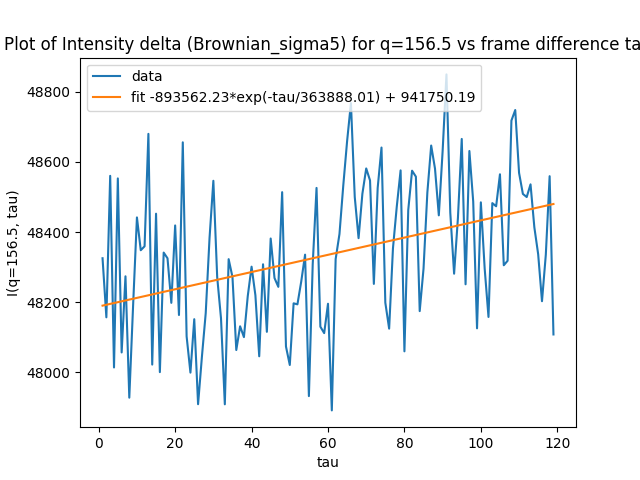 Plot of Intensity delta (Brownian_sigma5) for q=156.5 vs frame difference ta
data
fit -893562.23*exp(-tau/363888.01) + 941750.19
48800
48600
48400
48200
48000
I(q=156.5, tau)
0 20 40 60 80 100 120
tau